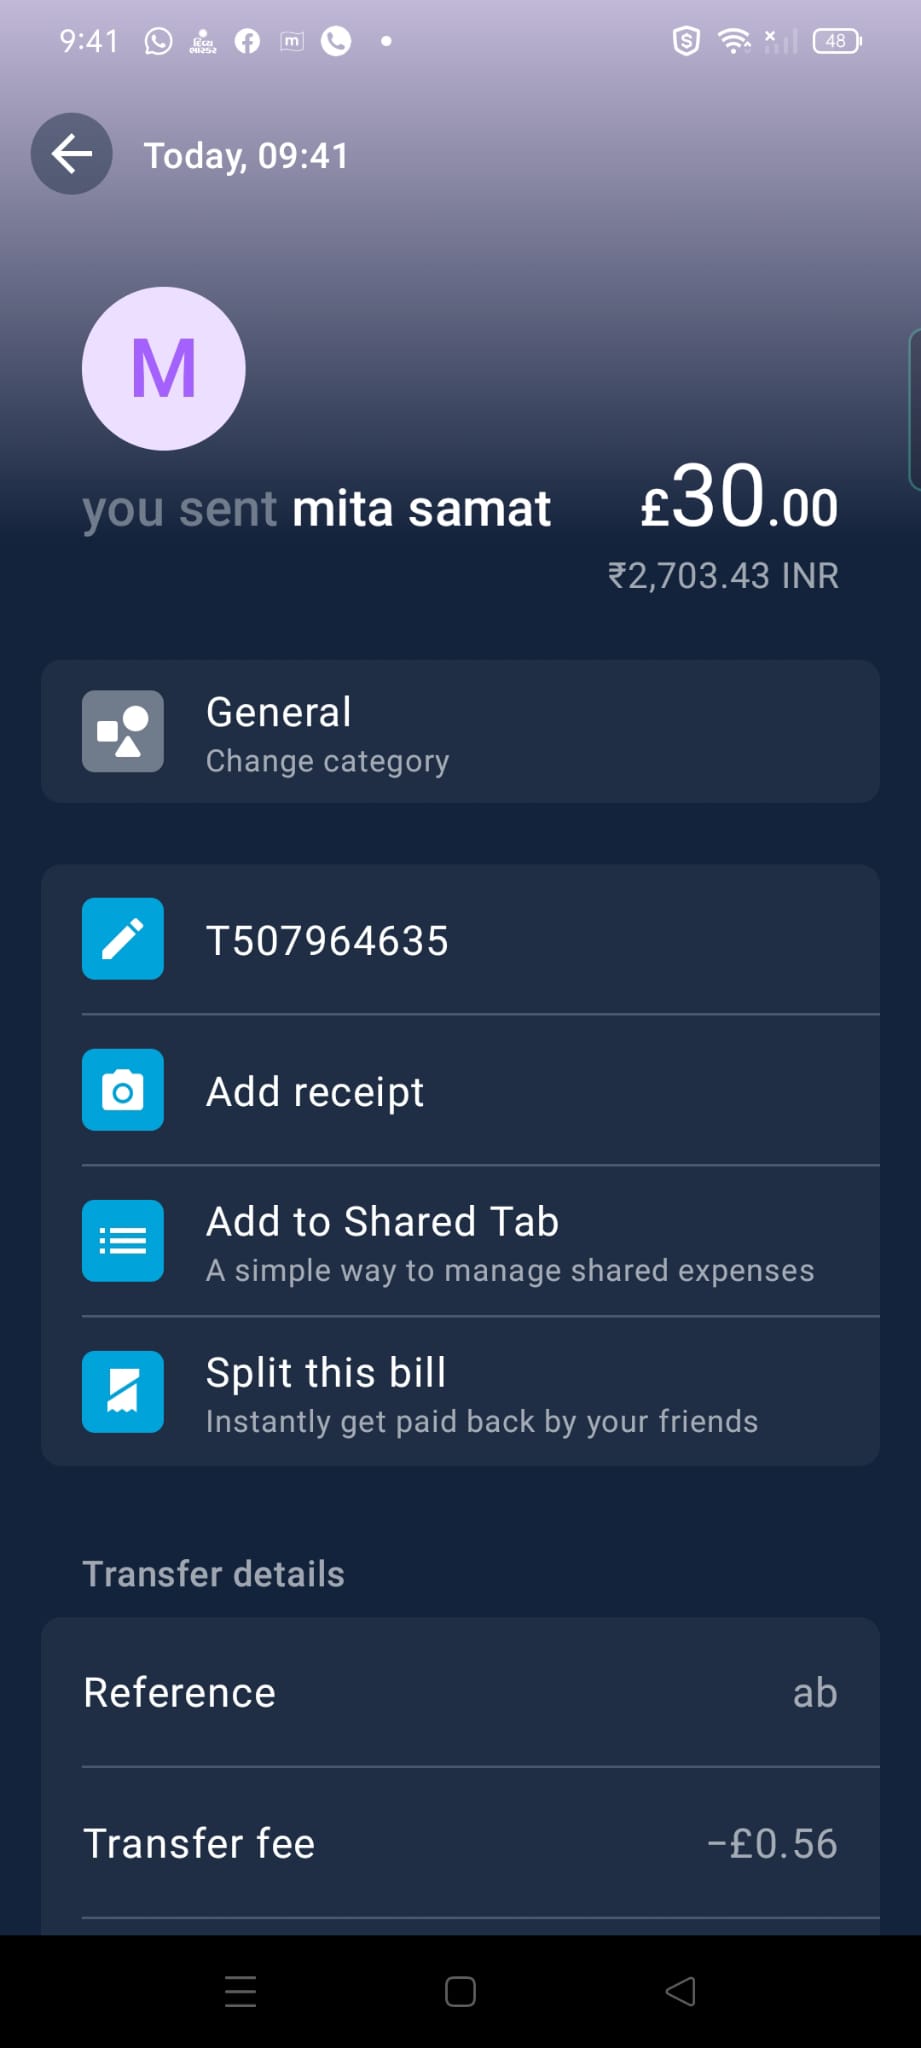 9:41
દિવ્ય
ભાસ્કર
m
48
Today, 09:41
M
you sent mita samat
£30.00
₹2,703.43 INR
General
Change category
T507964635
Add receipt
Add to Shared Tab
A simple way to manage shared expenses
Split this bill
Instantly get paid back by your friends
Transfer details
Reference
ab
Transfer fee
−£0.56